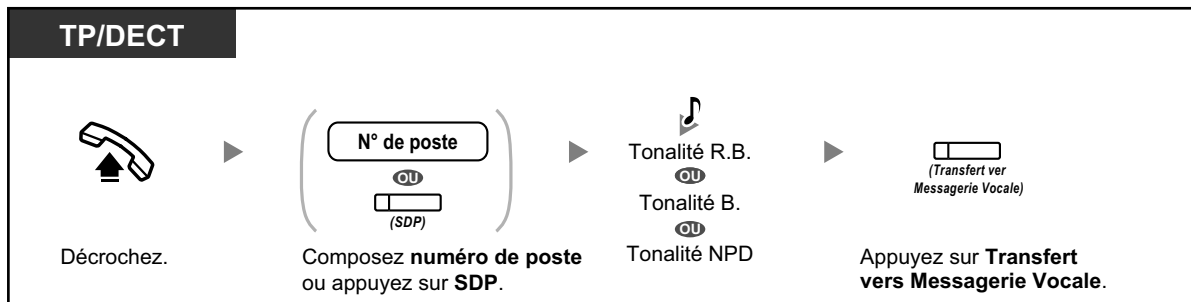 TP/DECT
N° de poste
OU
(SDP)
Tonalité R.B.
OU
Tonalité B.
OU
Tonalité NPD
(Transfert ver
Messagerie Vocale)
Décrochez.
Composez numéro de poste
ou appuyez sur SDP.
Appuyez sur Transfert
vers Messagerie Vocale.